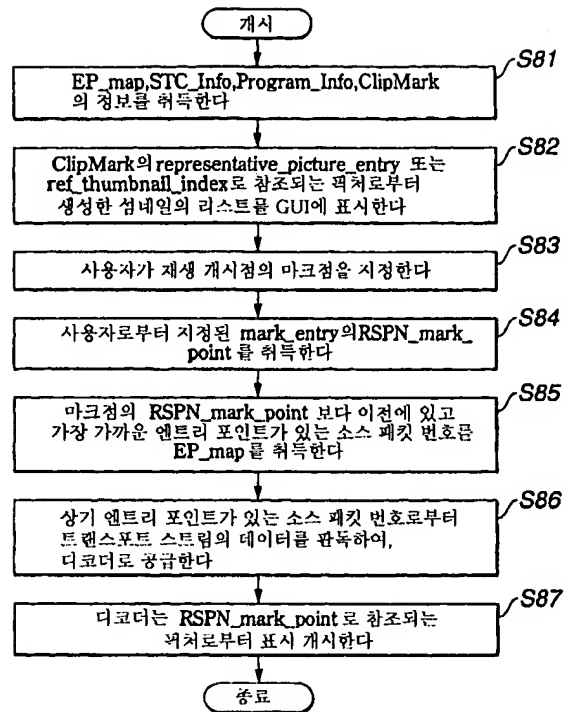 개시
S81
EP_map,STC_Info,Program_Info,ClipMark
의 정보를 취득한다
S82
ClipMark의 representative_picture_entry 또는
ref_thumbnail_index로 참조되는 픽처로부터
생성한 섬네일의 리스트를 GUI에 표시한다
S83
사용자가 재생 개시점의 마크점을 지정한다
S84
사용자로부터 지정된 mark_entry의RSPN_mark_
point 를 취득한다
S85
마크점의 RSPN_mark_point 보다 이전에 있고
가장 가까운 엔트리 포인트가 있는 소스 패킷 번호를
EP_map 를 취득한다
S86
상기 엔트리 포인트가 있는 소스 패킷 번호로부터
트랜스포트 스트림의 데이터를 판독하여,
디코더로 공급한다
S87
디코더는 RSPN_mark_point 로 참조되는
픽처로부터 표시 개시한다
종료